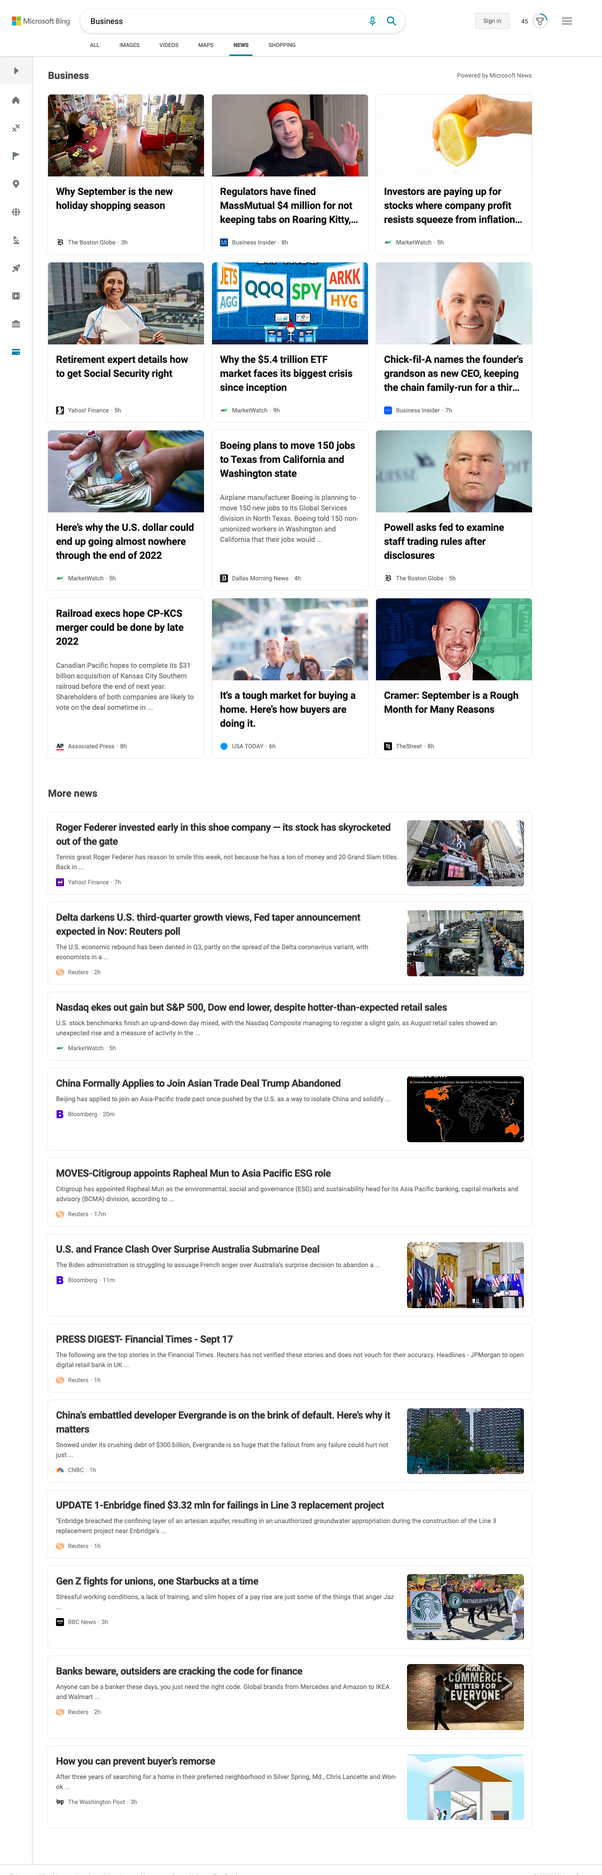 Microsoft Bing
Business
Sign in
45
ALL
IMAGES
VIDEOS
MAPS
NEWS
SHOPPING
Business
Powered by Microsoft News
Why September is the new
holiday shopping season
The Boston Globe · 3h
Regulators have fined
MassMutual $4 million for not
keeping tabs on Roaring Kitty,...
Business Insider · 8h
Investors are paying up for
stocks where company profit
resists squeeze from inflation...
MarketWatch · 5h
Retirement expert details how
to get Social Security right
Yahoo! Finance · 5h
JETS
AGG
QQQ
SPY
ARKK
HYG
Why the $5.4 trillion ETF
market faces its biggest crisis
since inception
MarketWatch · 9h
Chick-fil-A names the founder's
grandson as new CEO, keeping
the chain family-run for a thir...
Business Insider · 7h
Here's why the U.S. dollar could
end up going almost nowhere
through the end of 2022
MarketWatch · 5h
Boeing plans to move 150 jobs
to Texas from California and
Washington state
Airplane manufacturer Boeing is planning to
move 150 new jobs to its Global Services
division in North Texas. Boeing told 150 non-
unionized workers in Washington and
California that their jobs would ...
Dallas Morning News · 4h
Powell asks fed to examine
staff trading rules after
disclosures
The Boston Globe · 5h
Railroad execs hope CP-KCS
merger could be done by late
2022
Canadian Pacific hopes to complete its $31
billion acquisition of Kansas City Southern
railroad before the end of next year.
Shareholders of both companies are likely to
vote on the deal sometime in ...
AP
Associated Press · 8h
It's a tough market for buying a
home. Here's how buyers are
doing it.
USA TODAY · 6h
Cramer: September is a Rough
Month for Many Reasons
TheStreet · 8h
More news
Roger Federer invested early in this shoe company — its stock has skyrocketed
out of the gate
Tennis great Roger Federer has reason to smile this week, not because he has a ton of money and 20 Grand Slam titles.
Back in ...
Yahoo! Finance · 7h
Delta darkens U.S. third-quarter growth views, Fed taper announcement
expected in Nov: Reuters poll
The U.S. economic rebound has been dented in Q3, partly on the spread of the Delta coronavirus variant, with
economists in a ...
Reuters · 2h
Nasdaq ekes out gain but S&P 500, Dow end lower, despite hotter-than-expected retail sales
U.S. stock benchmarks finish an up-and-down day mixed, with the Nasdaq Composite managing to register a slight gain, as August retail sales showed an
unexpected rise and a measure of activity in the ...
MarketWatch · 5h
China Formally Applies to Join Asian Trade Deal Trump Abandoned
Beijing has applied to join an Asia-Pacific trade pact once pushed by the U.S. as a way to isolate China and solidify ...
Bloomberg · 20m
MOVES-Citigroup appoints Rapheal Mun to Asia Pacific ESG role
Citigroup has appointed Rapheal Mun as the environmental, social and governance (ESG) and sustainability head for its Asia Pacific banking, capital markets and
advisory (BCMA) division, according to ...
Reuters · 17m
U.S. and France Clash Over Surprise Australia Submarine Deal
The Biden administration is struggling to assuage French anger over Australia's surprise decision to abandon a ...
Bloomberg · 11m
PRESS DIGEST- Financial Times - Sept 17
The following are the top stories in the Financial Times. Reuters has not verified these stories and does not vouch for their accuracy. Headlines - JPMorgan to open
digital retail bank in UK ...
Reuters · 1h
China's embattled developer Evergrande is on the brink of default. Here's why it
matters
Snowed under its crushing debt of $300 billion, Evergrande is so huge that the fallout from any failure could hurt not
just ...
CNBC · 1h
UPDATE 1-Enbridge fined $3.32 mln for failings in Line 3 replacement project
"Enbridge breached the confining layer of an artesian aquifer, resulting in an unauthorized groundwater appropriation during the construction of the Line 3
replacement project near Enbridge's ...
Reuters · 1h
Gen Z fights for unions, one Starbucks at a time
Stressful working conditions, a lack of training, and slim hopes of a pay rise are just some of the things that anger Jaz
...
BBC News · 3h
Banks beware, outsiders are cracking the code for finance
Anyone can be a banker these days, you just need the right code. Global brands from Mercedes and Amazon to IKEA
and Walmart ...
Reuters · 2h
MAKE
COMMERCE
BETTER FOR
EVERYONE
How you can prevent buyer's remorse
After three years of searching for a home in their preferred neighborhood in Silver Spring, Md., Chris Lancette and Won-
ok ...
The Washington Post · 3h